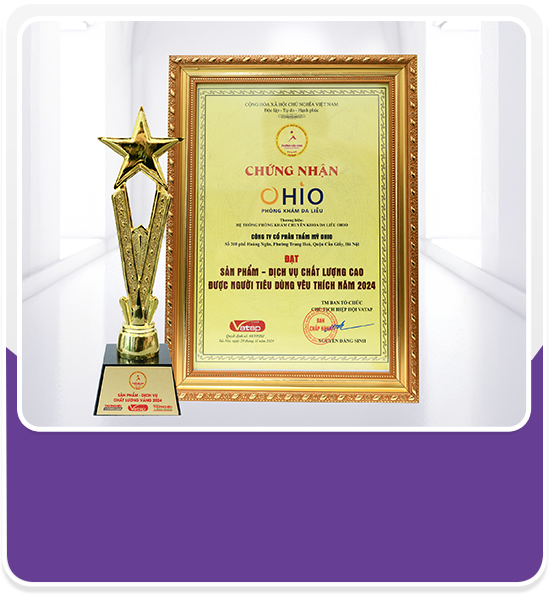 CỘNG HÒA XÃ HỘI CHỦ NGHĨA VIỆT NAM
Độc lập - Tự do - Hạnh phúc
CHỨNG NHẬN
OHIO
PHÒNG KHÁM DA LIỄU
Thương hiệu:
HỆ THỐNG PHÒNG KHÁM CHUYÊN KHOA DA LIỄU OHIO
CÔNG TY CỔ PHẦN THẨM MỸ OHIO
Số 310 phố Hoàng Ngân, Phường Trung Hoà, Quận Cầu Giấy, Hà Nội
ĐẠT
SẢN PHẨM - DỊCH VỤ CHẤT LƯỢNG CAO
ĐƯỢC NGƯỜI TIÊU DÙNG YÊU THÍCH NĂM 2024
TM BAN TỔ CHỨC
CHỦ TỊCH HIỆP HỘI VATAP
Vatap
BAN
CHẤP HÀNH
Quyết định số:
Hà Nội, ngày 29 tháng 11 năm 2024
NGUYỄN ĐĂNG SINH
SẢN PHẨM - DỊCH VỤ
CHẤT LƯỢNG VÀNG 2024
Vatap